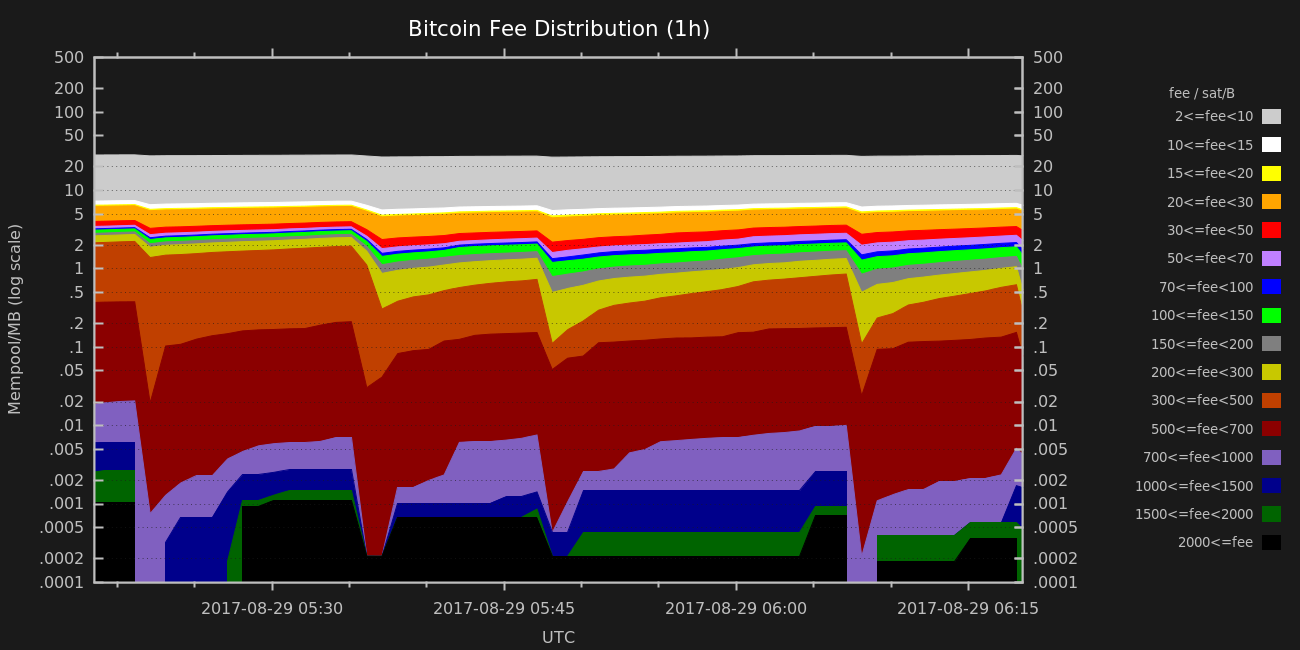 Bitcoin Fee Distribution (1h)
Mempool/MB (log scale)
500
200
100
50
20
10
5
2
1
.5
.2
.1
.05
.02
.01
.005
.002
.001
.0005
.0002
.0001
500
200
100
50
20
10
5
2
1
.5
.2
.1
.05
.02
.01
.005
.002
.001
.0005
.0002
.0001
2017-08-29 05:30
2017-08-29 05:45
2017-08-29 06:00
2017-08-29 06:15
UTC
fee / sat/B
2<=fee<10
10<=fee<15
15<=fee<20
20<=fee<30
30<=fee<50
50<=fee<70
70<=fee<100
100<=fee<150
150<=fee<200
200<=fee<300
300<=fee<500
500<=fee<700
700<=fee<1000
1000<=fee<1500
1500<=fee<2000
2000<=fee